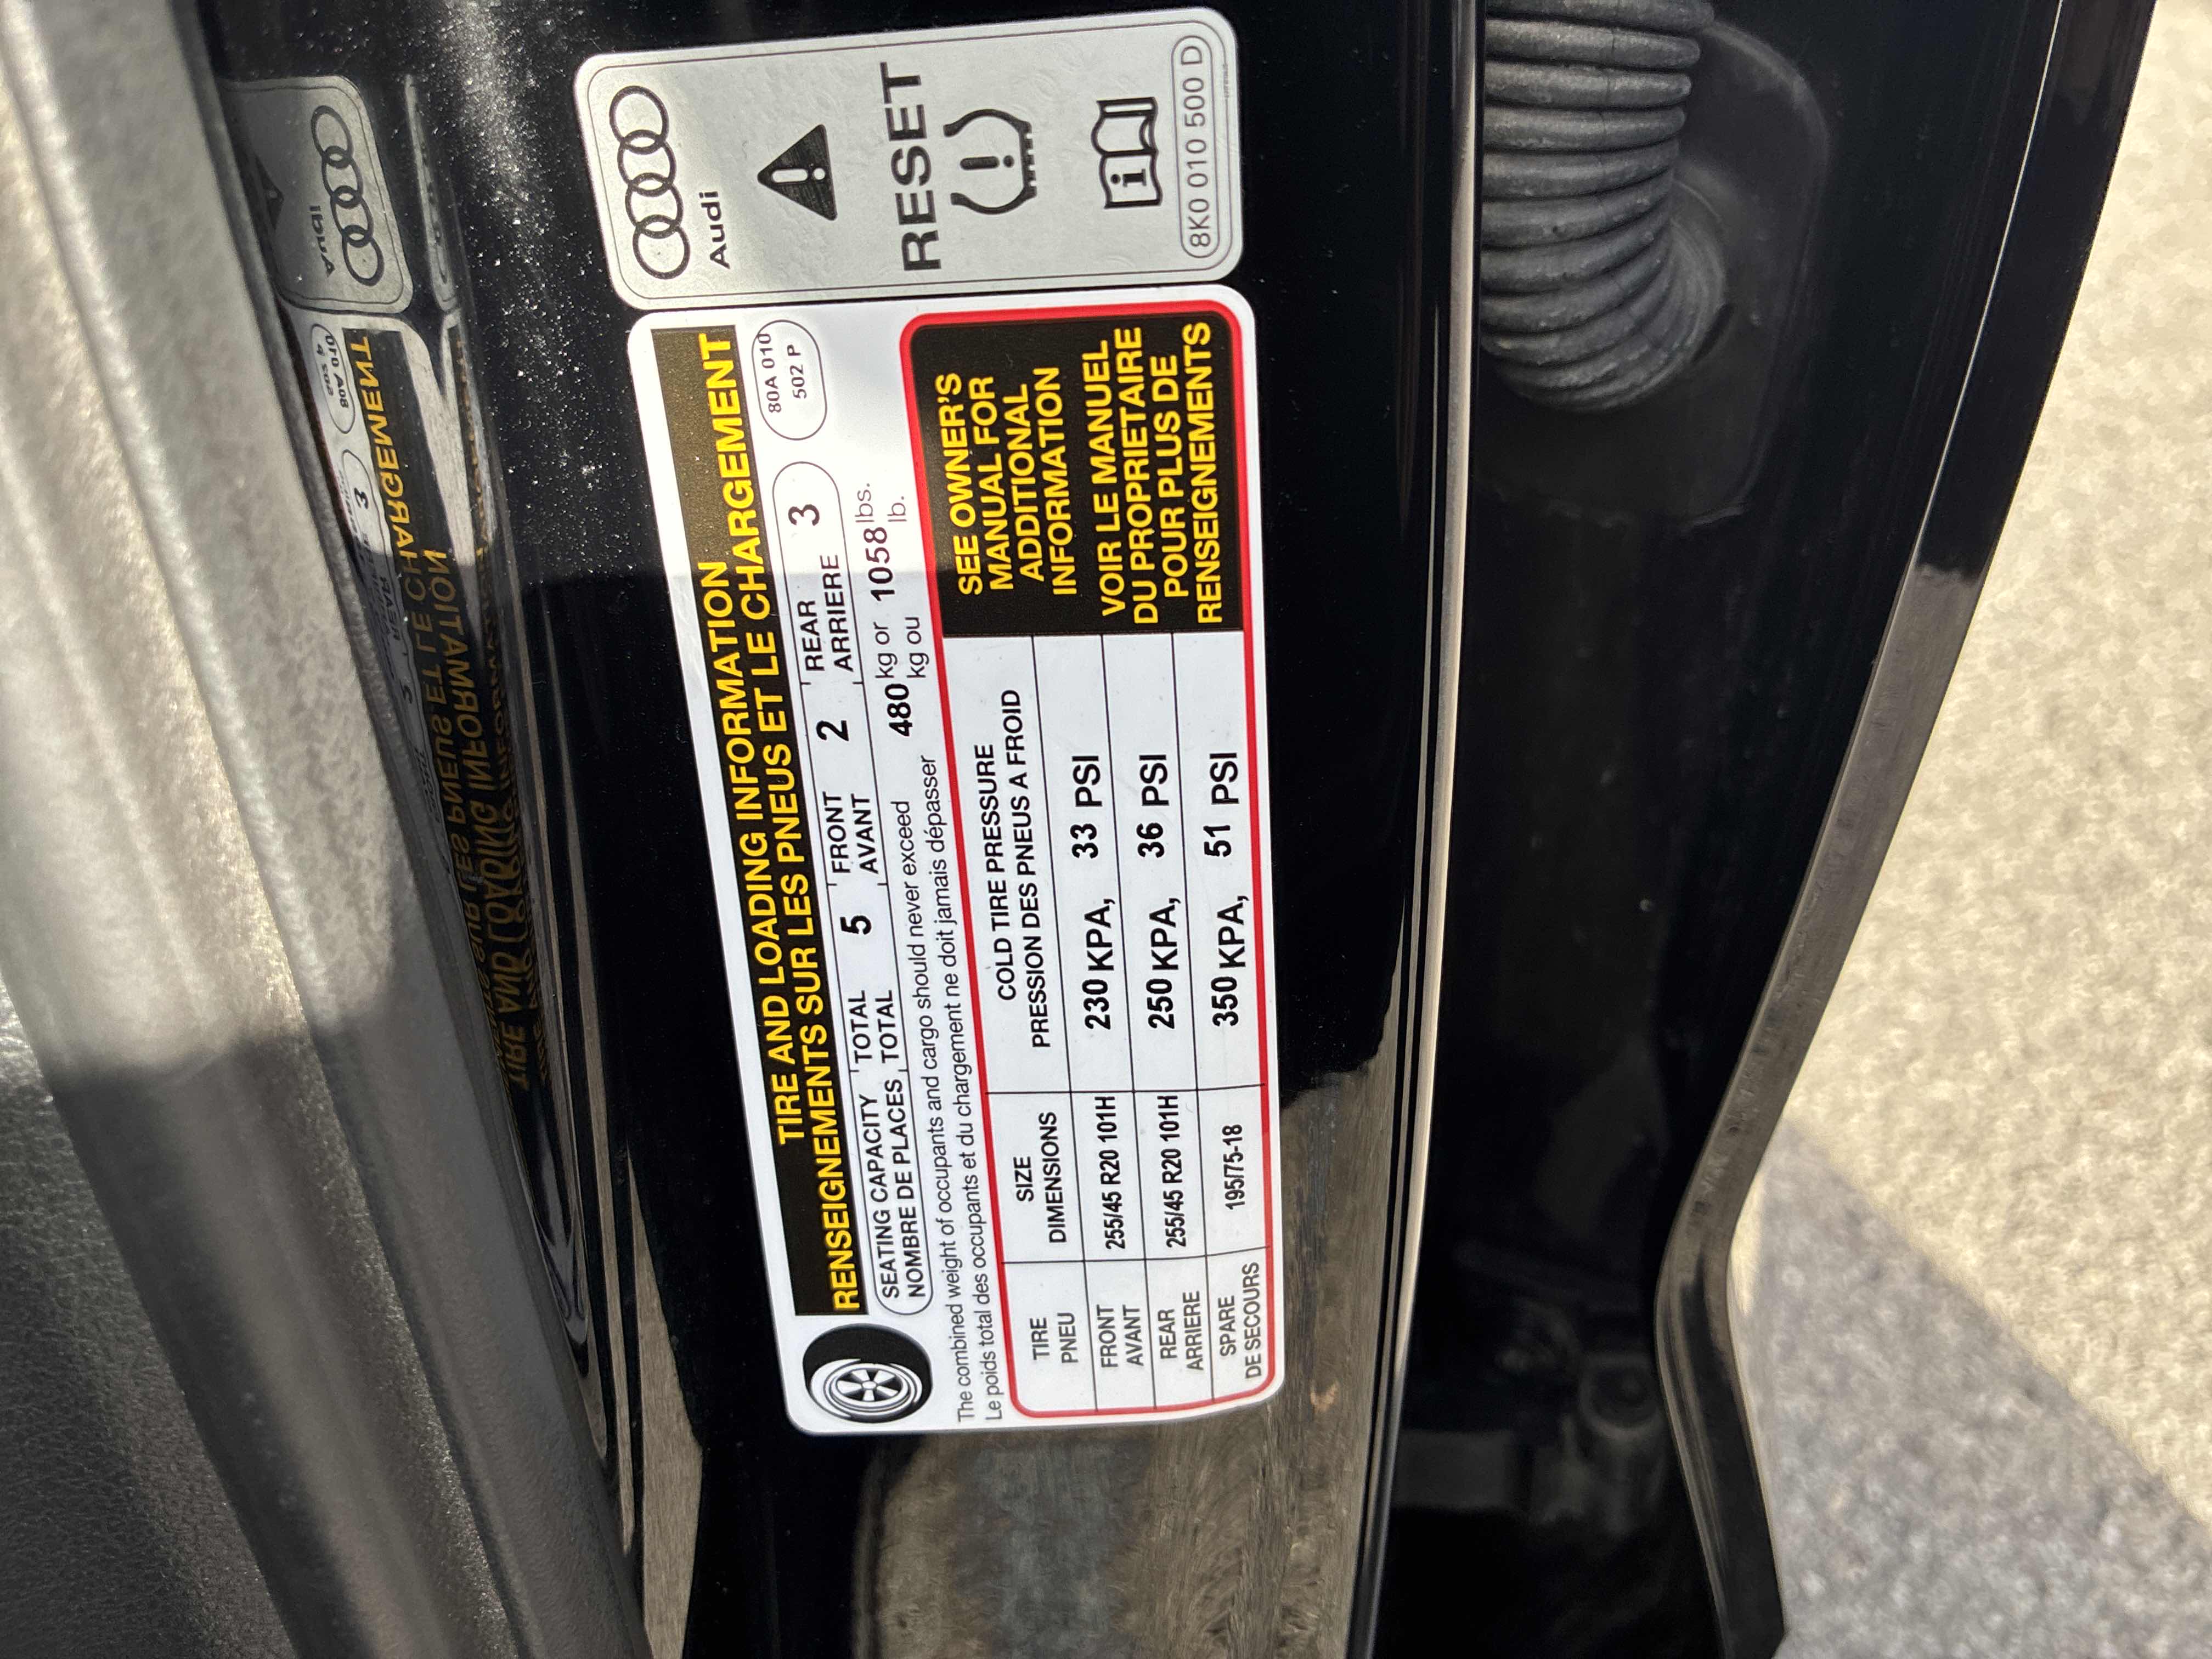 TIRE AND LOADING INFORMATION
RENSEIGNEMENTS SUR LES PNEUS ET LE CHARGEMENT
SEATING CAPACITY TOTAL 5 FRONT 2 REAR 3
NOMBRE DE PLACES TOTAL AVANT ARRIERE
80A 010
502 P
The combined weight of occupants and cargo should never exceed 480 kg or 1058 lbs.
Le poids total des occupants et du chargement ne doit jamais dépasser kg ou lb.
TIRE SIZE COLD TIRE PRESSURE
PNEU DIMENSIONS PRESSION DES PNEUS A FROID
FRONT 255/45 R20 101H 230 KPA, 33 PSI
AVANT
REAR 255/45 R20 101H 250 KPA, 36 PSI
ARRIERE
SPARE 195/75-18 350 KPA, 51 PSI
DE SECOURS
SEE OWNER'S
MANUAL FOR
ADDITIONAL
INFORMATION
VOIR LE MANUEL
DU PROPRIETAIRE
POUR PLUS DE
RENSEIGNEMENTS
Audi
RESET
8K0 010 500 D